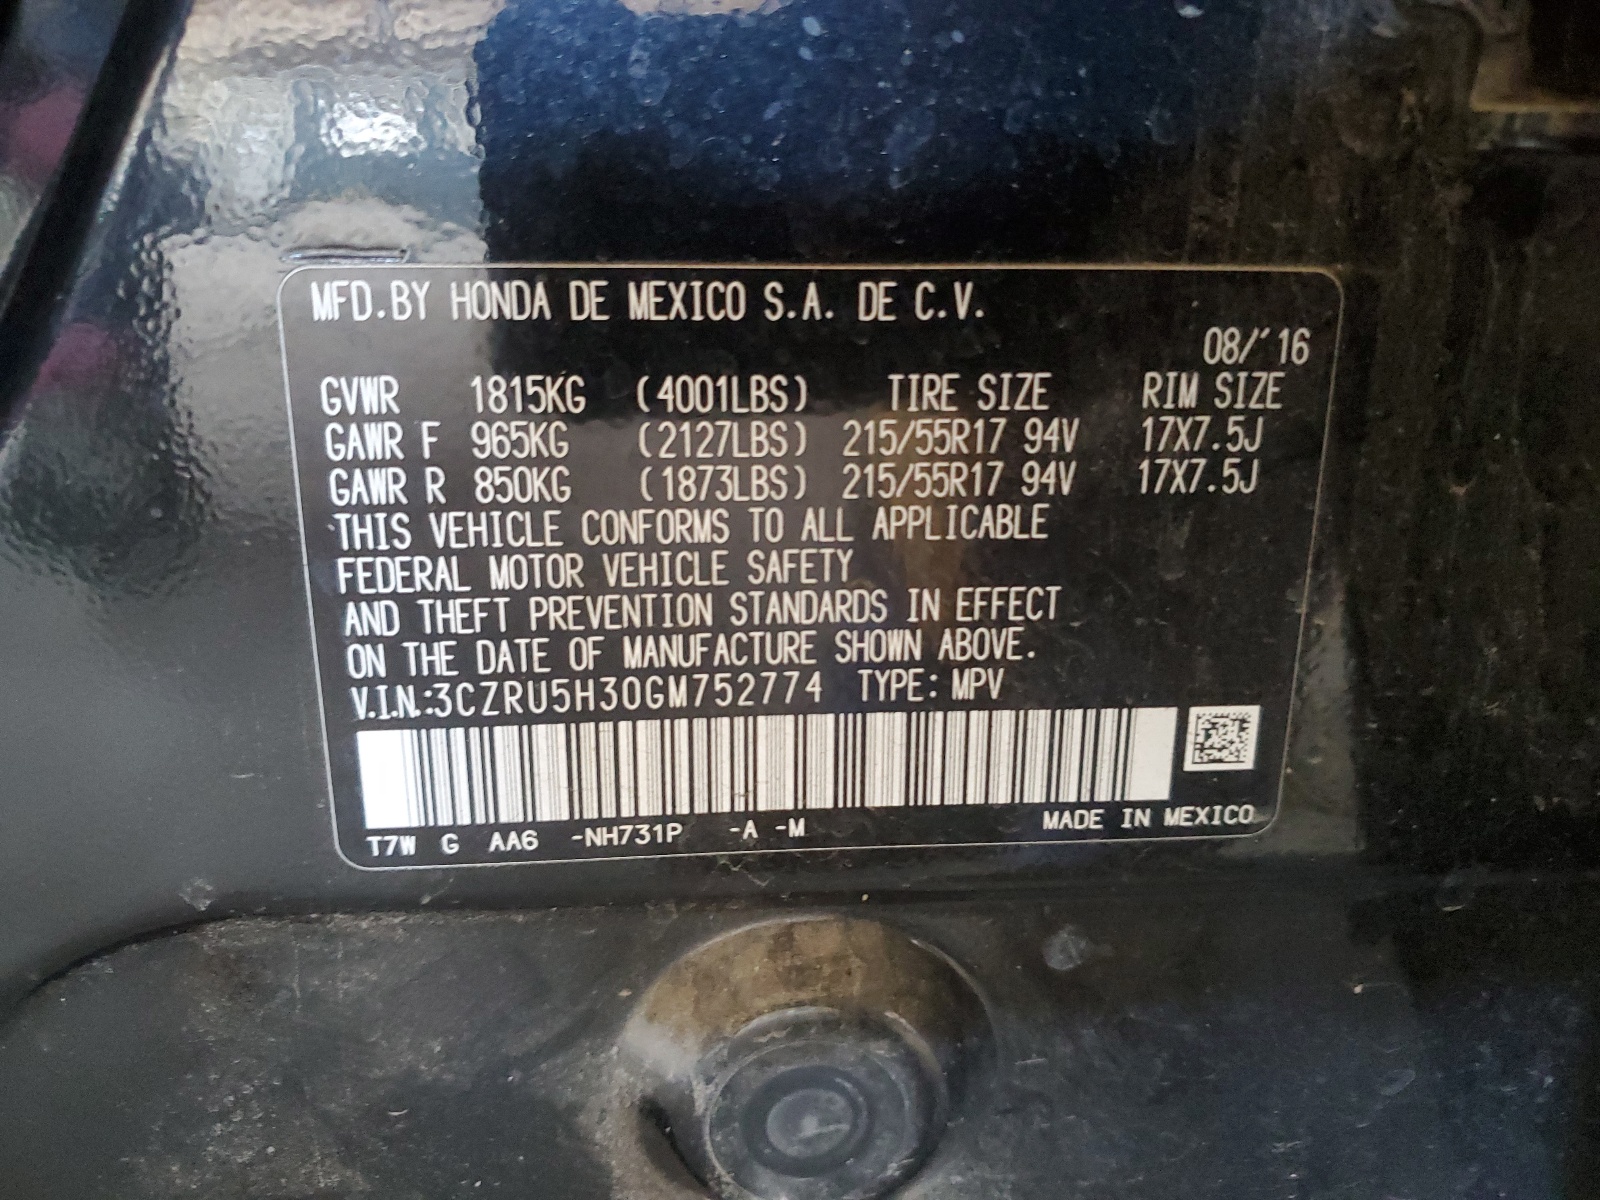 MFD.BY HONDA DE MEXICO S.A. DE C.V.
08/'16
GVWR 1815KG (4001LBS) TIRE SIZE RIM SIZE
GAWR F 965KG (2127LBS) 215/55R17 94V 17X7.5J
GAWR R 850KG (1873LBS) 215/55R17 94V 17X7.5J
THIS VEHICLE CONFORMS TO ALL APPLICABLE
FEDERAL MOTOR VEHICLE SAFETY
AND THEFT PREVENTION STANDARDS IN EFFECT
ON THE DATE OF MANUFACTURE SHOWN ABOVE.
V.I.N.:3CZRU5H30GM752774 TYPE: MPV
T7W G AA6 -NH731P -A -M MADE IN MEXICO